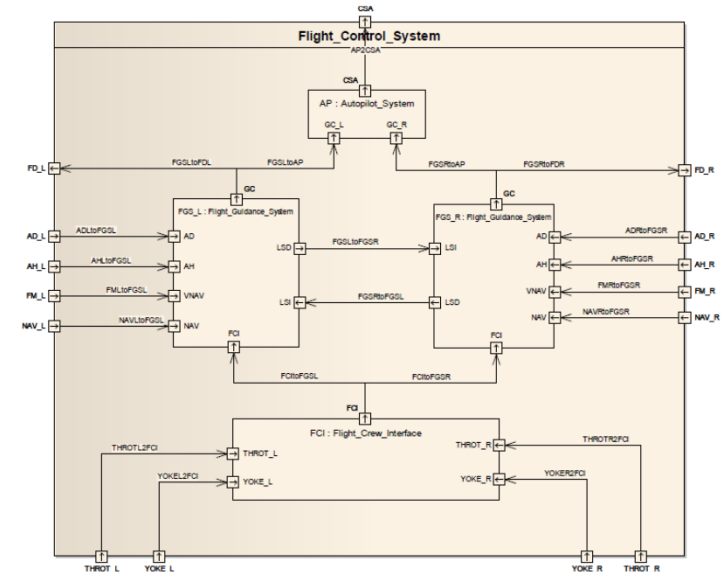 CSA
Flight_Control_System
AP2CSA
CSA
AP : Autopilot_System
GC_L GC_R
FD_L FGSLtoFDL FGSLtoAP FGSRtoAP FGSRtoFDR FD_R
GC GC
FGS_L : Flight_Guidance_System FGS_R : Flight_Guidance_System
AD_L ADLtoFGSL AD AD ADRtoFGSR AD_R
LSD FGSLtoFGSR LSI
AH_L AHLtoFGSL AH AH AHRtoFGSR AH_R
FM_L FMLtoFGSL VNAV VNAV FMRtoFGSR FM_R
LSI FGSRtoFGSL LSD
NAV_L NAVLtoFGSL NAV NAV NAVRtoFGSR NAV_R
FCI FCI
FCItoFGSL FCItoFGSR
FCI
FCI : Flight_Crew_Interface
THROTL2FCI THROT_L THROT_R THROTR2FCI
YOKEL2FCI YOKE_L YOKE_R YOKER2FCI
THROT_L YOKE_L YOKE_R THROT_R